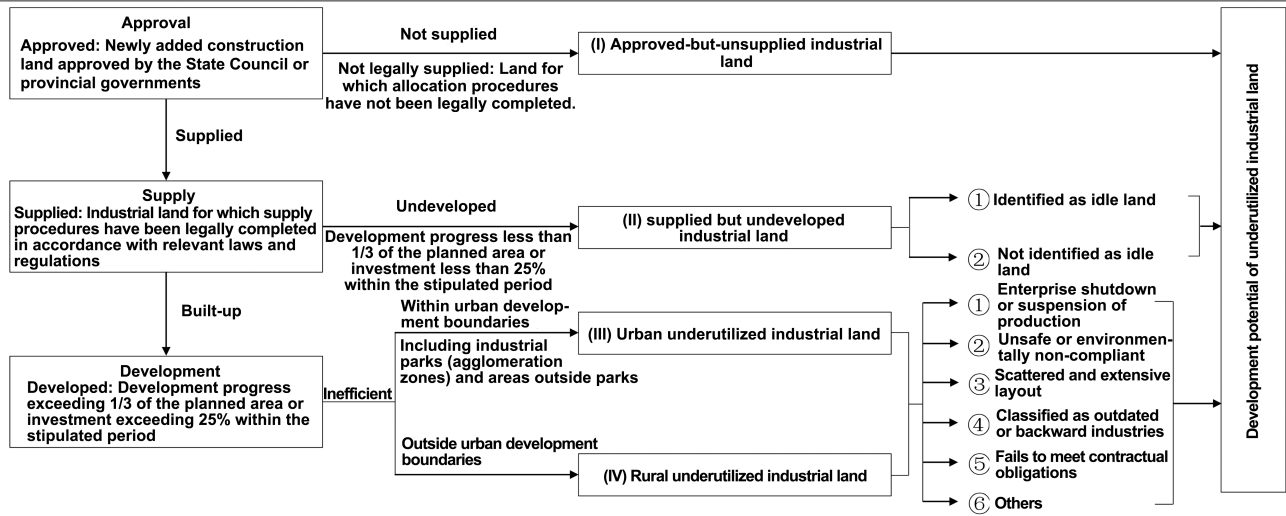 Approval
Approved: Newly added construction
land approved by the State Council or
provincial governments
Not supplied
Not legally supplied: Land for
which allocation procedures
have not been legally completed.
(I) Approved-but-unsupplied industrial
land
Supplied
Supply
Supplied: Industrial land for which supply
procedures have been legally completed
in accordance with relevant laws and
regulations
Undeveloped
Development progress less than
1/3 of the planned area or
investment less than 25%
within the stipulated period
(II) supplied but undeveloped
industrial land
① Identified as idle land
② Not identified as idle
land
Built-up
Development
Developed: Development progress
exceeding 1/3 of the planned area or
investment exceeding 25% within the
stipulated period
Inefficient
Within urban develop-
ment boundaries
Including industrial
parks (agglomeration
zones) and areas outside parks
(III) Urban underutilized industrial land
Outside urban development
boundaries
(IV) Rural underutilized industrial land
① Enterprise shutdown
or suspension of
production
② Unsafe or environmen-
tally non-compliant
③ Scattered and extensive
layout
④ Classified as outdated
or backward industries
⑤ Fails to meet contractual
obligations
⑥ Others
Development potential of underutilized industrial land